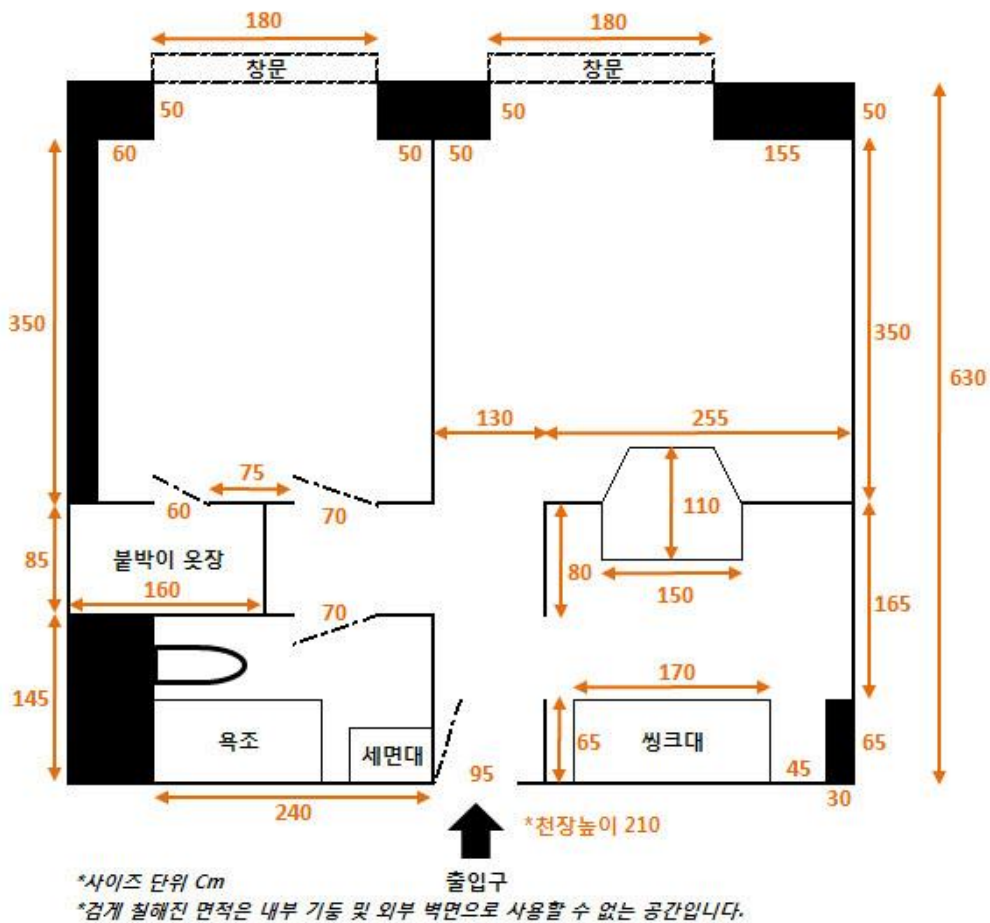 180 180
창문 창문
50 50 50
60 50 50 155
350 350
630
130 255
75
60 70 110
85 붙박이 옷장 80
160 150 165
70
145 170
욕조 세면대 65 씽크대 65
95 45
240 30
*천장높이 210
출입구
*사이즈 단위 Cm
*검게 칠해진 면적은 내부 기둥 및 외부 벽면으로 사용할 수 없는 공간입니다.